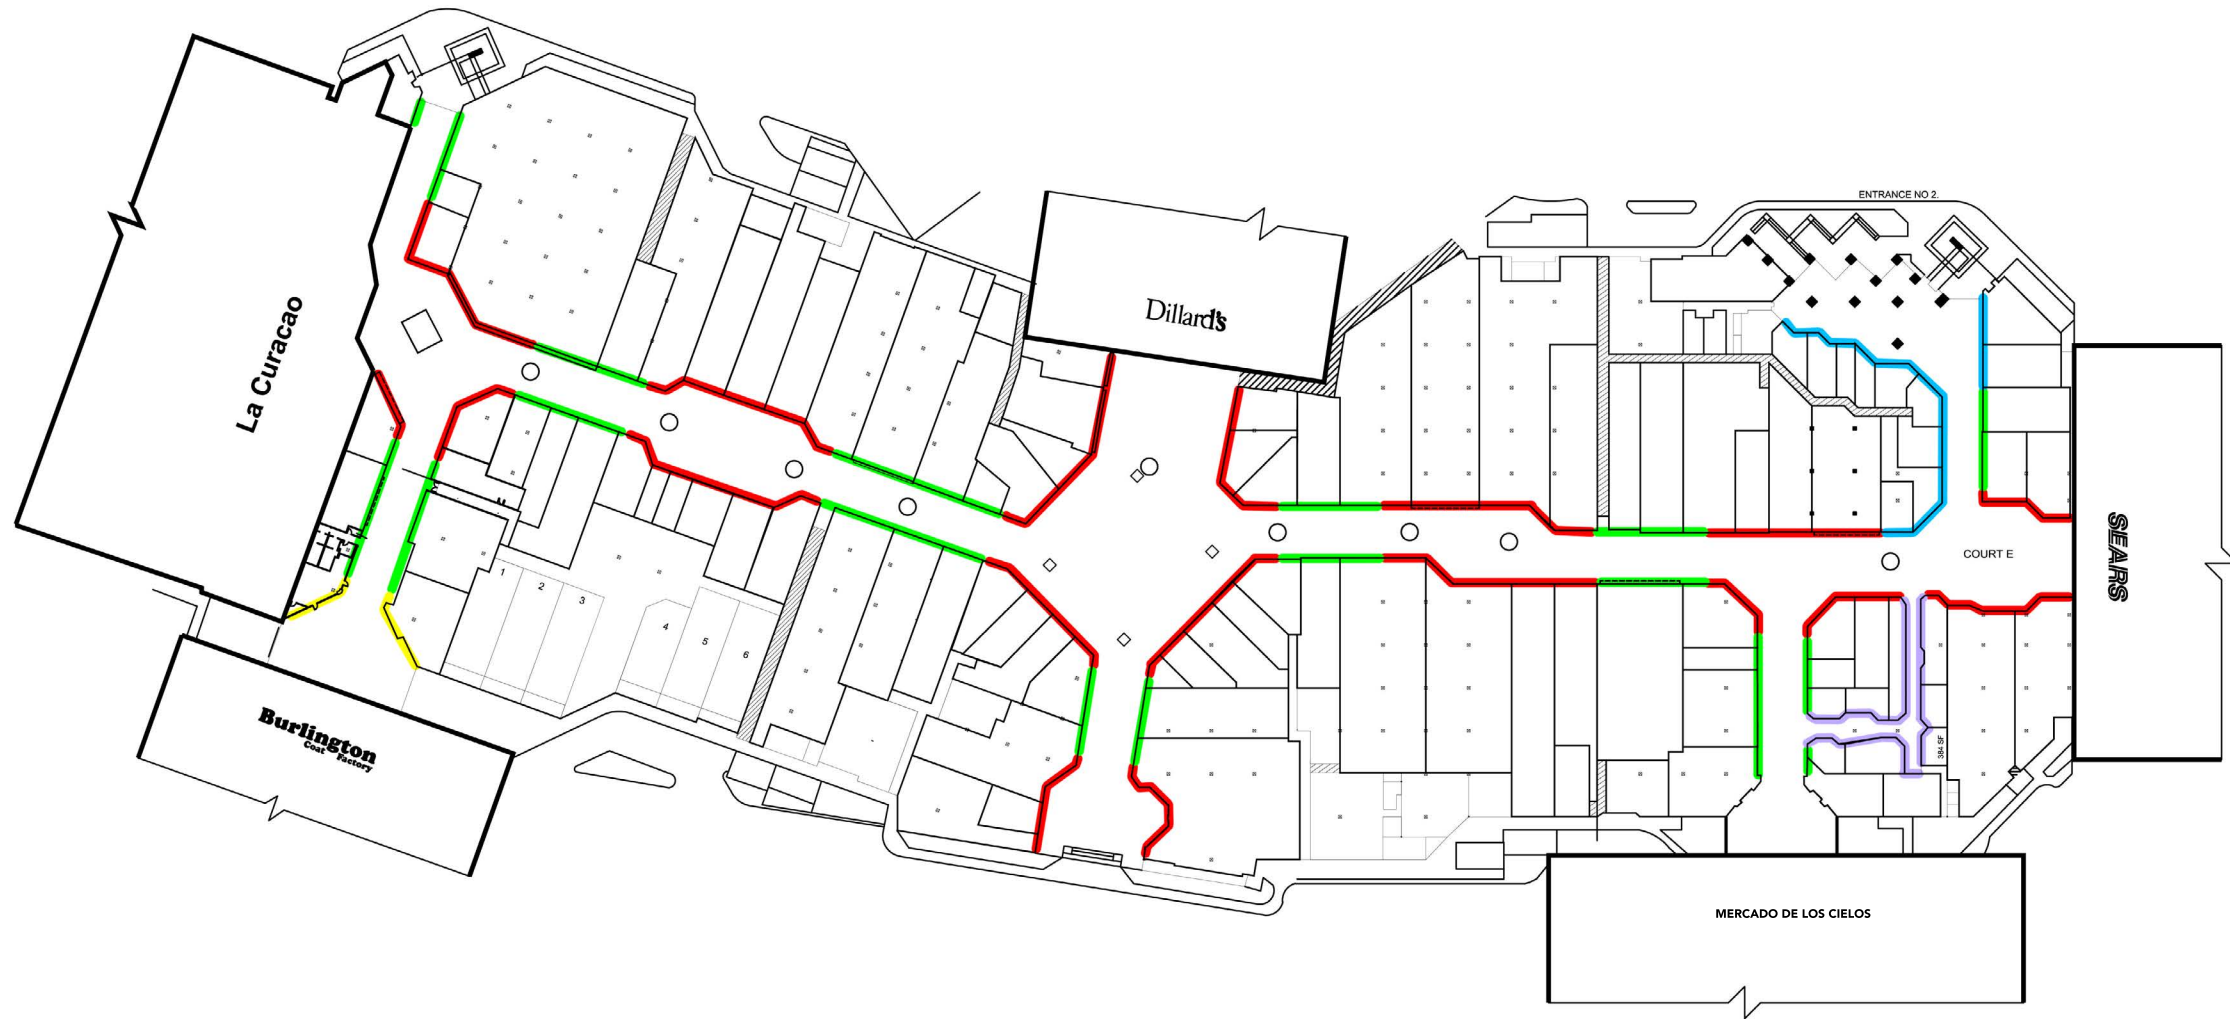 ENTRANCE NO 2.
Dillard's
La Curacao
SEARS
COURT E
1
2
3
4
5
6
384 SF
Burlington
Coat Factory
MERCADO DE LOS CIELOS